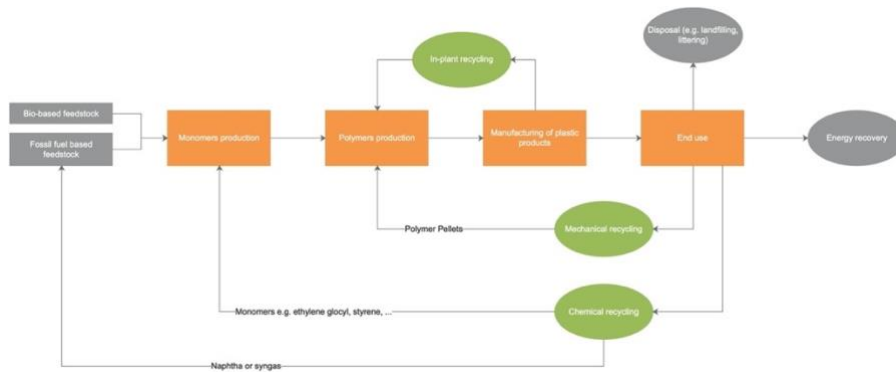 Disposal (e.g. landfilling,
littering)
In-plant recycling
Bio-based feedstock
Fossil fuel based
feedstock
Monomers production
Polymers production
Manufacturing of plastic
products
End use
Energy recovery
Polymer Pellets
Mechanical recycling
Monomers e.g. ethylene glocyl, styrene, ...
Chemical recycling
Naphtha or syngas